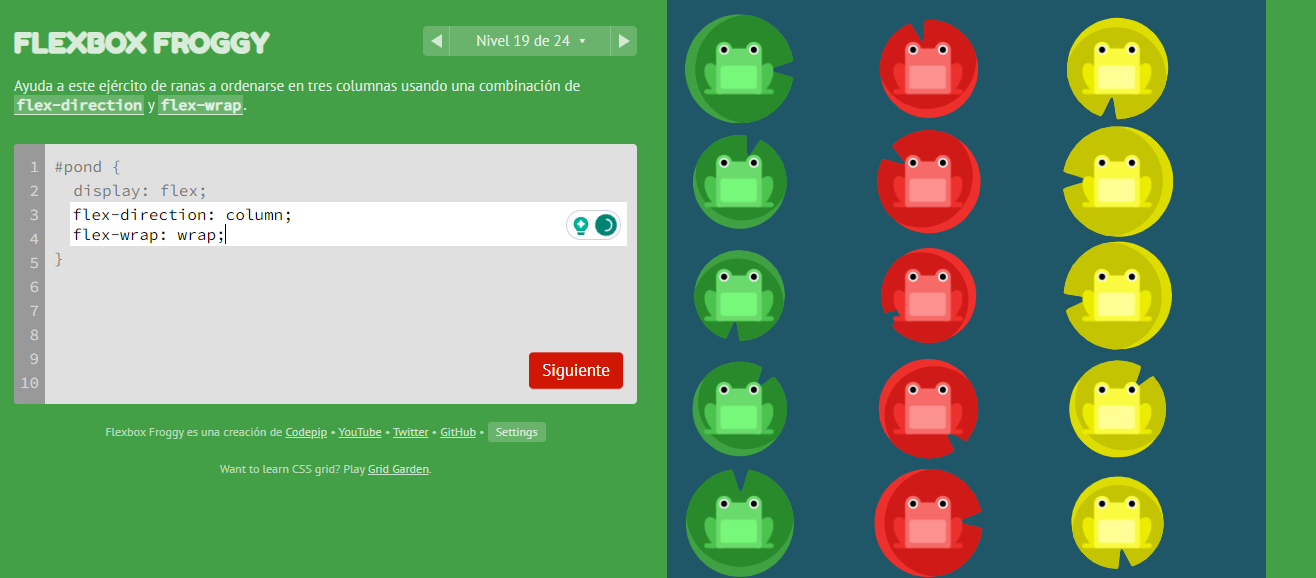 FLEXBOX FROGGY
Nivel 19 de 24
Ayuda a este ejército de ranas a ordenarse en tres columnas usando una combinación de
flex-direction y flex-wrap.
1 #pond {
2 display: flex;
3 flex-direction: column;
4 flex-wrap: wrap;
5 }
6
7
8
9
10
Siguiente
Flexbox Froggy es una creación de Codepip • YouTube • Twitter • GitHub • Settings
Want to learn CSS grid? Play Grid Garden.